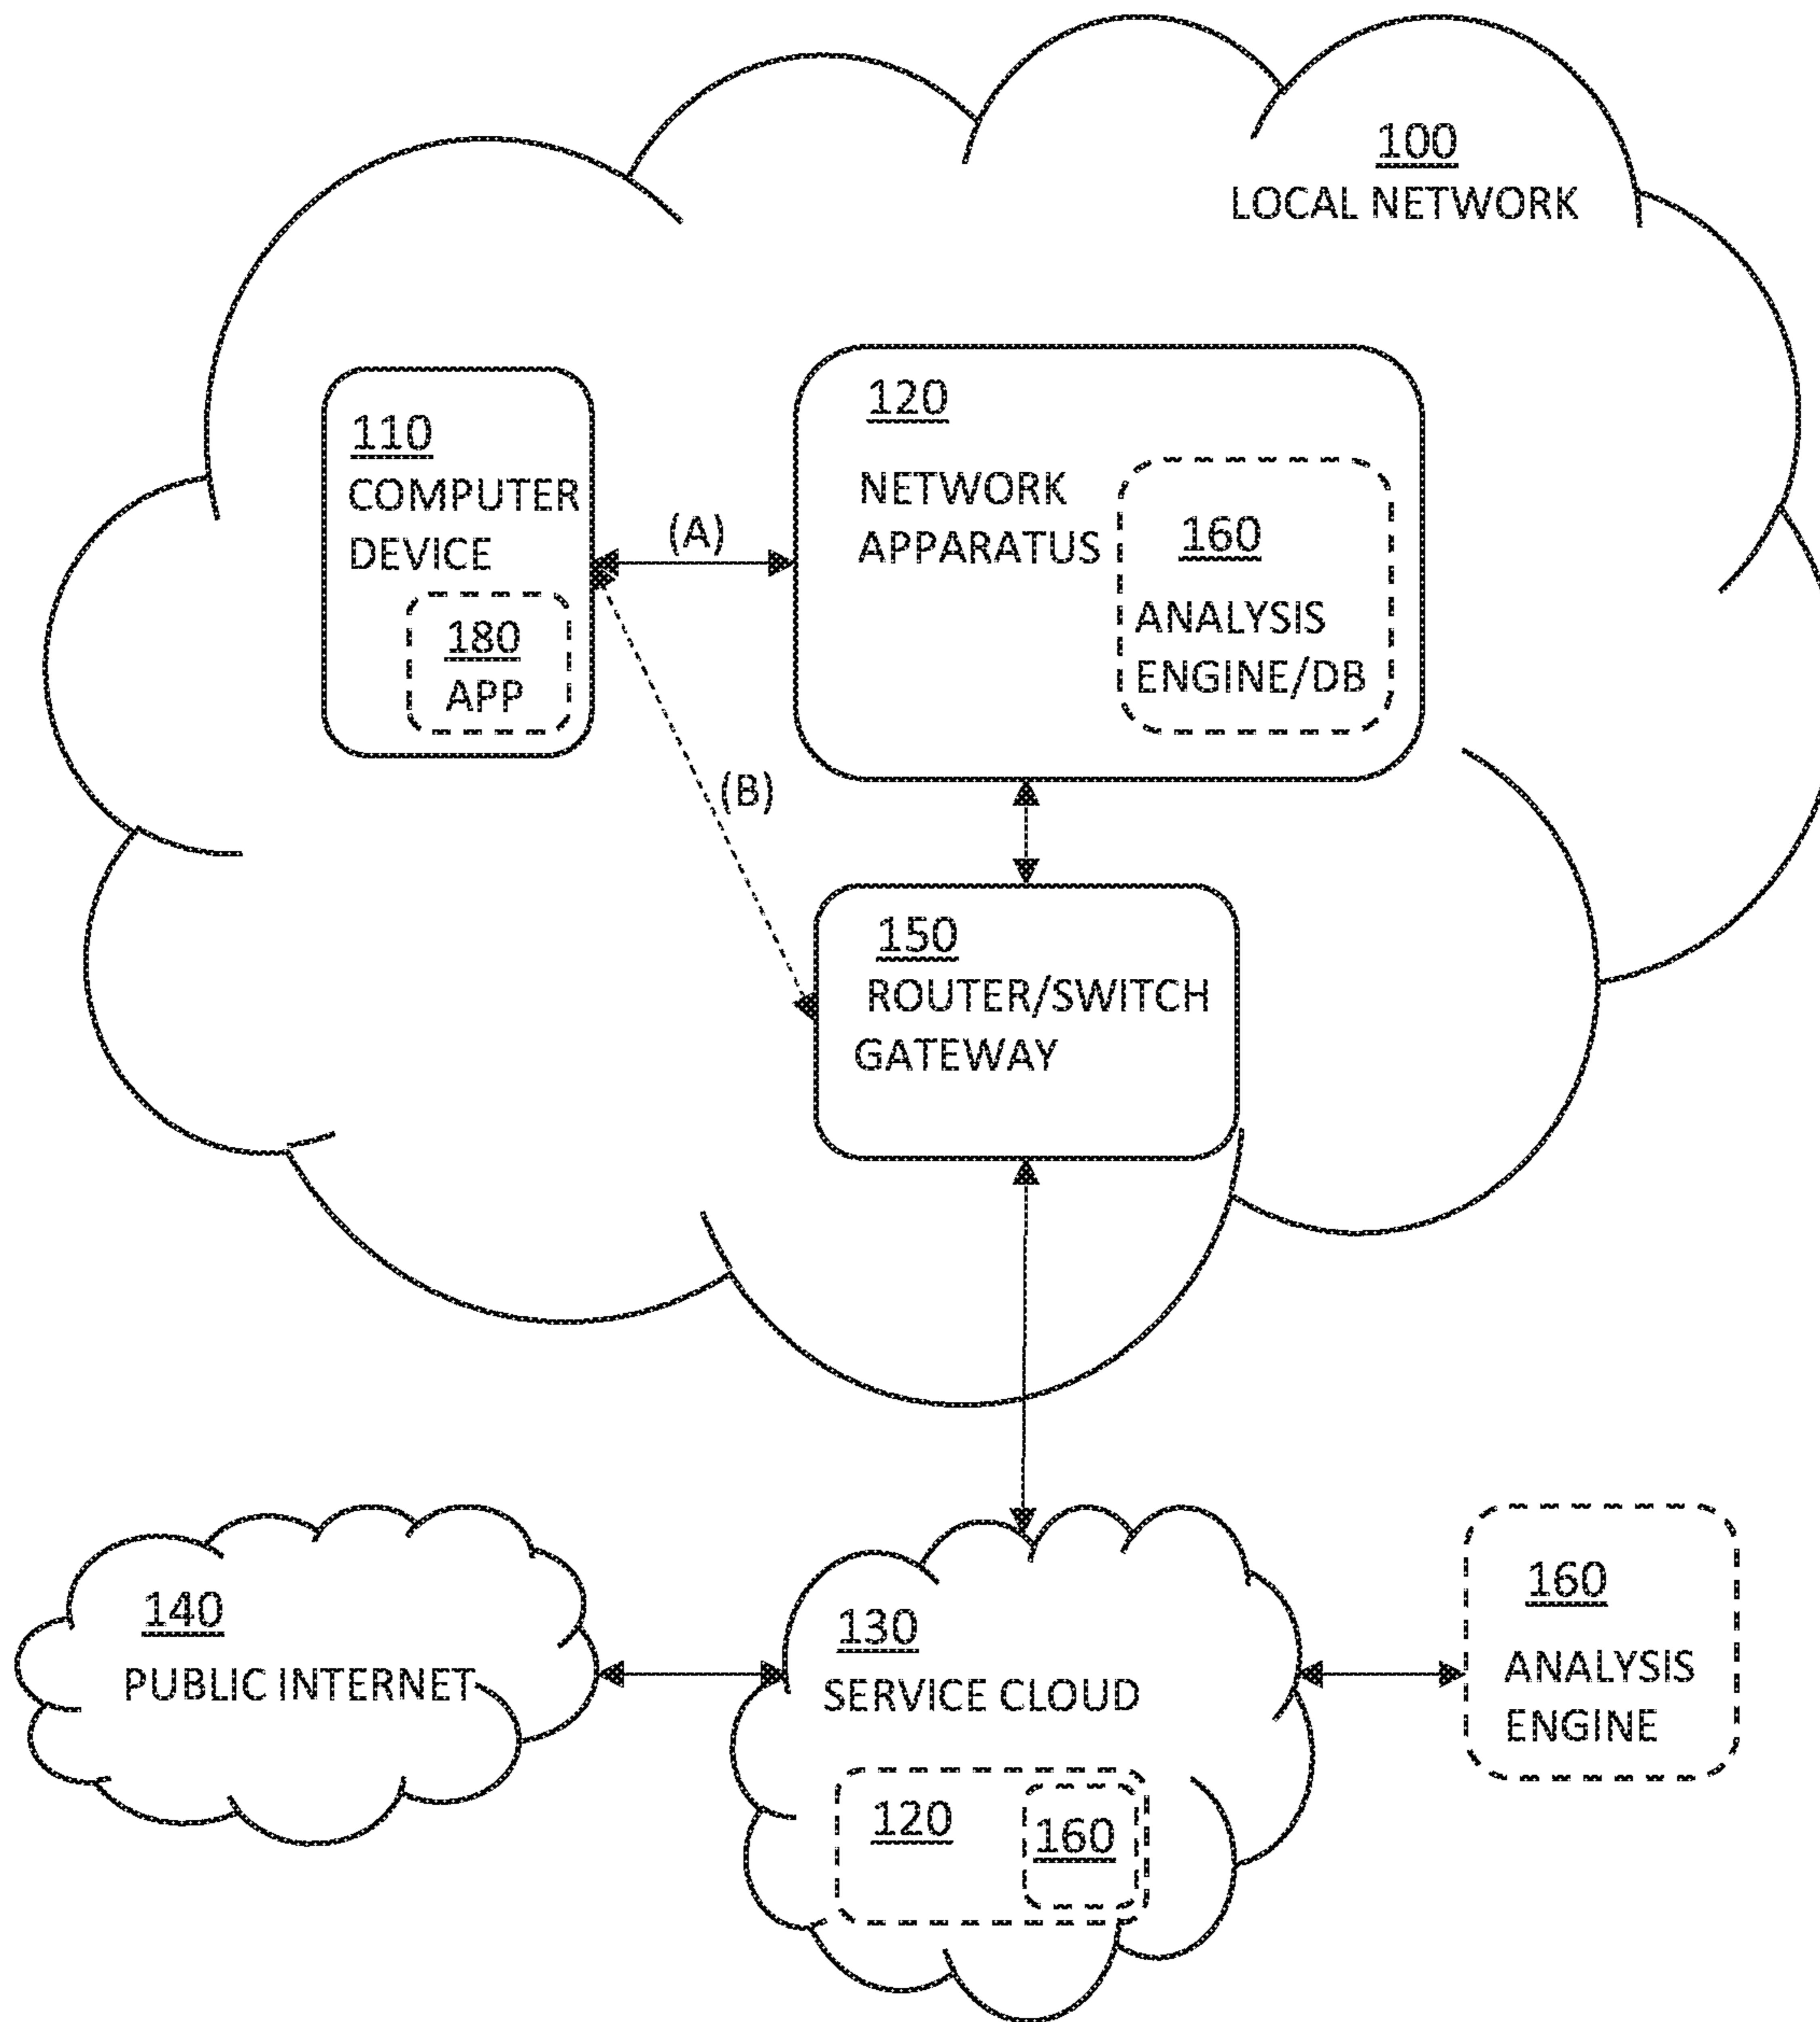 100
LOCAL NETWORK
110
COMPUTER
DEVICE
180
APP
(A)
120
NETWORK
APPARATUS
160
ANALYSIS
ENGINE/DB
(B)
150
ROUTER/SWITCH
GATEWAY
140
PUBLIC INTERNET
130
SERVICE CLOUD
120
160
160
ANALYSIS
ENGINE